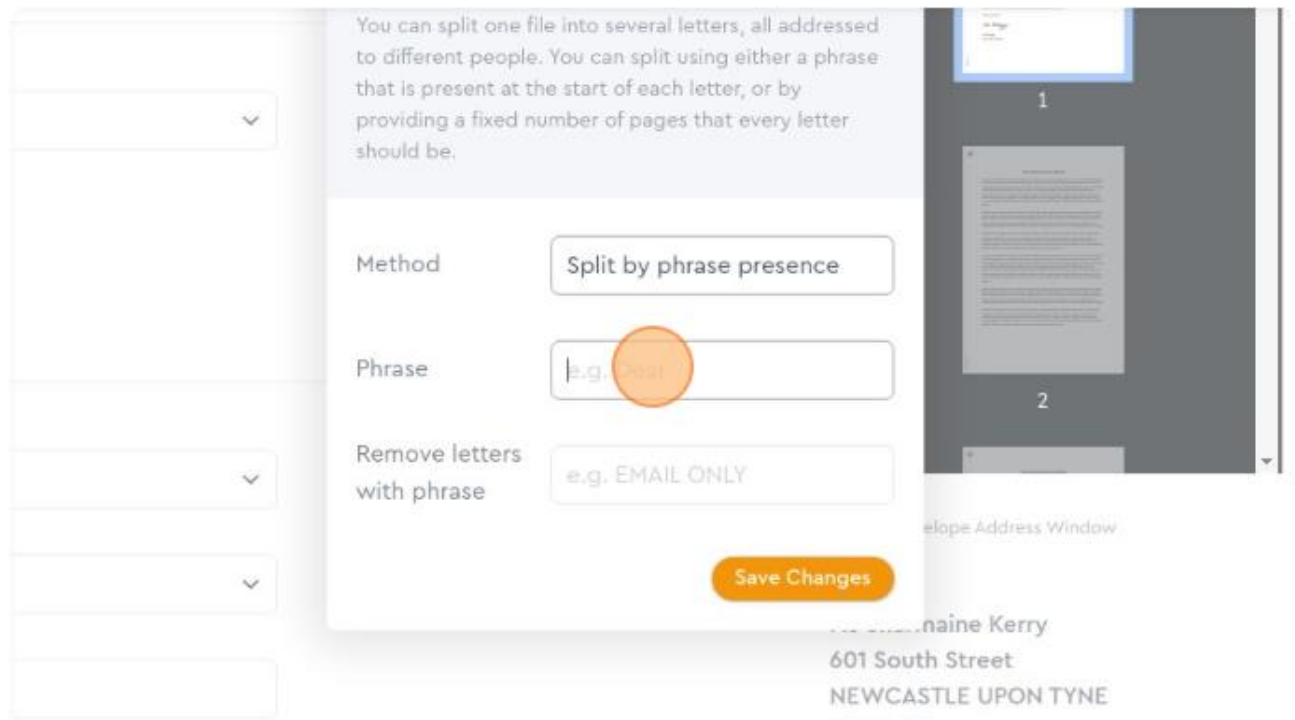 You can split one file into several letters, all addressed
to different people. You can split using either a phrase
that is present at the start of each letter, or by
providing a fixed number of pages that every letter
should be.
Method
Split by phrase presence
Phrase
e.g. Dear
Remove letters
with phrase
e.g. EMAIL ONLY
Save Changes
1
2
elope Address Window
maine Kerry
601 South Street
NEWCASTLE UPON TYNE